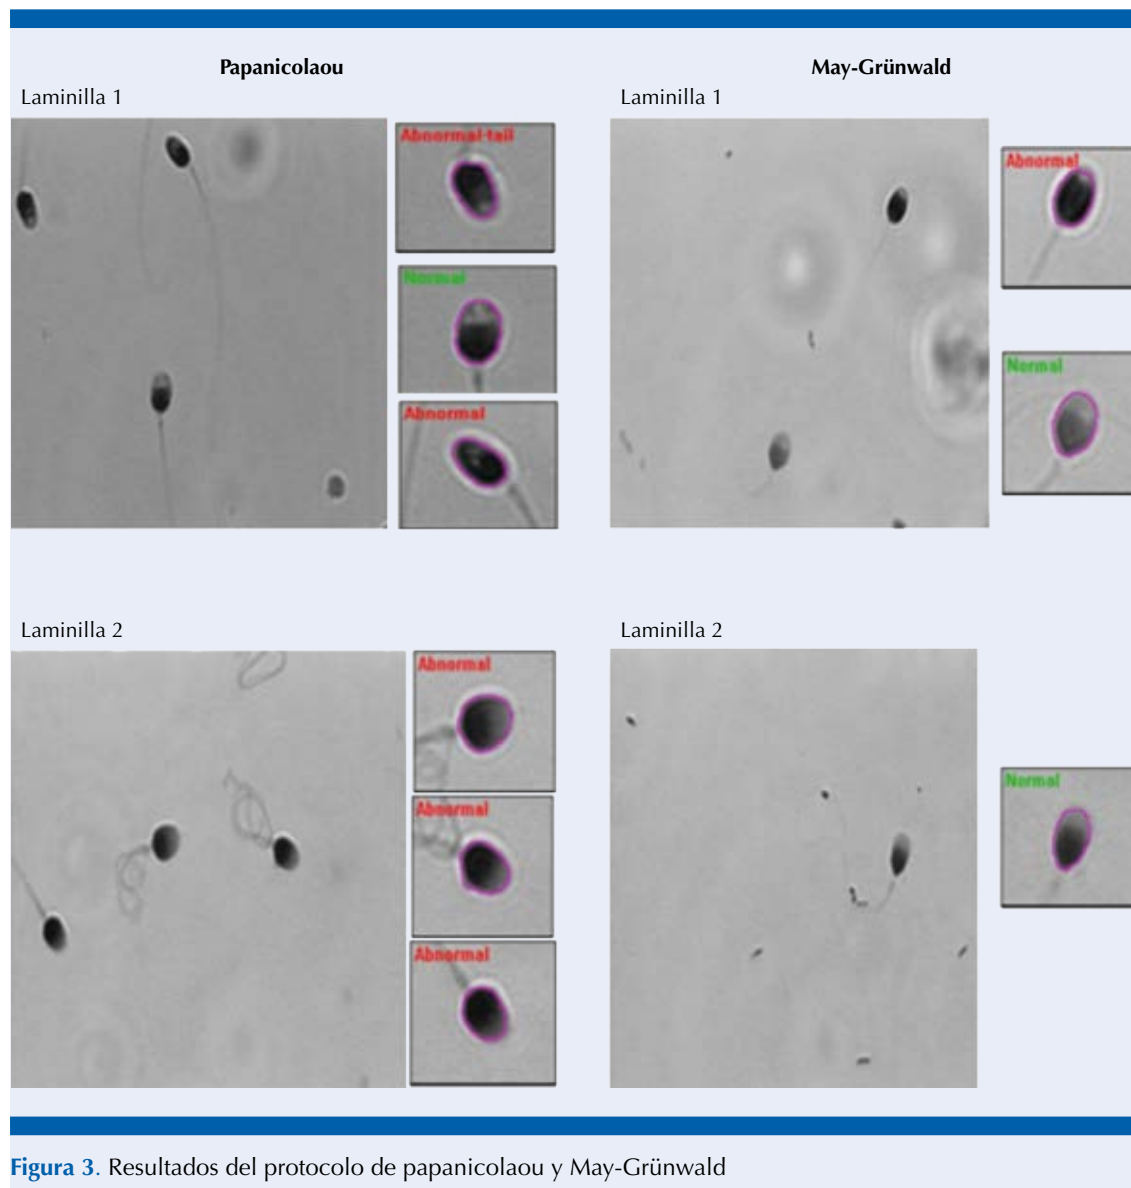 Papanicolaou
May-Grünwald
Laminilla 1
Laminilla 1
Abnormal-tail
Normal
Abnormal
Abnormal
Normal
Laminilla 2
Laminilla 2
Abnormal
Abnormal
Abnormal
Normal
Figura 3. Resultados del protocolo de papanicolaou y May-Grünwald